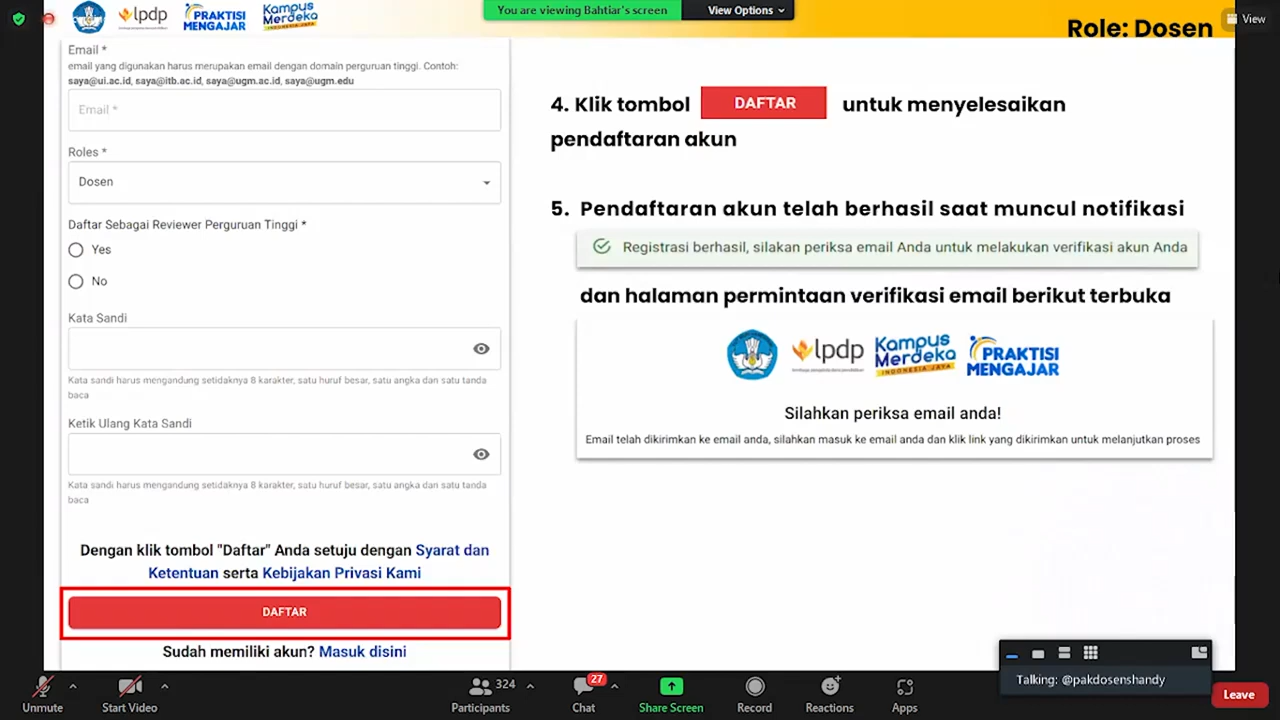 lpdp
PRAKTISI
MENGAJAR
Kampus
Merdeka
INDONESIA JAYA
You are viewing Bahtiar's screen
View Options
Role: Dosen
View
Email *
email yang digunakan harus merupakan email dengan domain perguruan tinggi. Contoh:
saya@ui.ac.id, saya@itb.ac.id, saya@ugm.ac.id, saya@ugm.edu
Email *
Roles *
Dosen
Daftar Sebagai Reviewer Perguruan Tinggi *
Yes
No
Kata Sandi
Kata sandi harus mengandung setidaknya 8 karakter, satu huruf besar, satu angka dan satu tanda
baca
Ketik Ulang Kata Sandi
Kata sandi harus mengandung setidaknya 8 karakter, satu huruf besar, satu angka dan satu tanda
baca
Dengan klik tombol "Daftar" Anda setuju dengan Syarat dan
Ketentuan serta Kebijakan Privasi Kami
DAFTAR
Sudah memiliki akun? Masuk disini
4. Klik tombol DAFTAR untuk menyelesaikan
pendaftaran akun
5. Pendaftaran akun telah berhasil saat muncul notifikasi
Registrasi berhasil, silakan periksa email Anda untuk melakukan verifikasi akun Anda
dan halaman permintaan verifikasi email berikut terbuka
lpdp
Kampus
Merdeka
INDONESIA JAYA
PRAKTISI
MENGAJAR
Silahkan periksa email anda!
Email telah dikirimkan ke email anda, silahkan masuk ke email anda dan klik link yang dikirimkan untuk melanjutkan proses
Talking: @pakdosenshandy
Unmute
Start Video
324
Participants
27
Chat
Share Screen
Record
Reactions
Apps
Leave